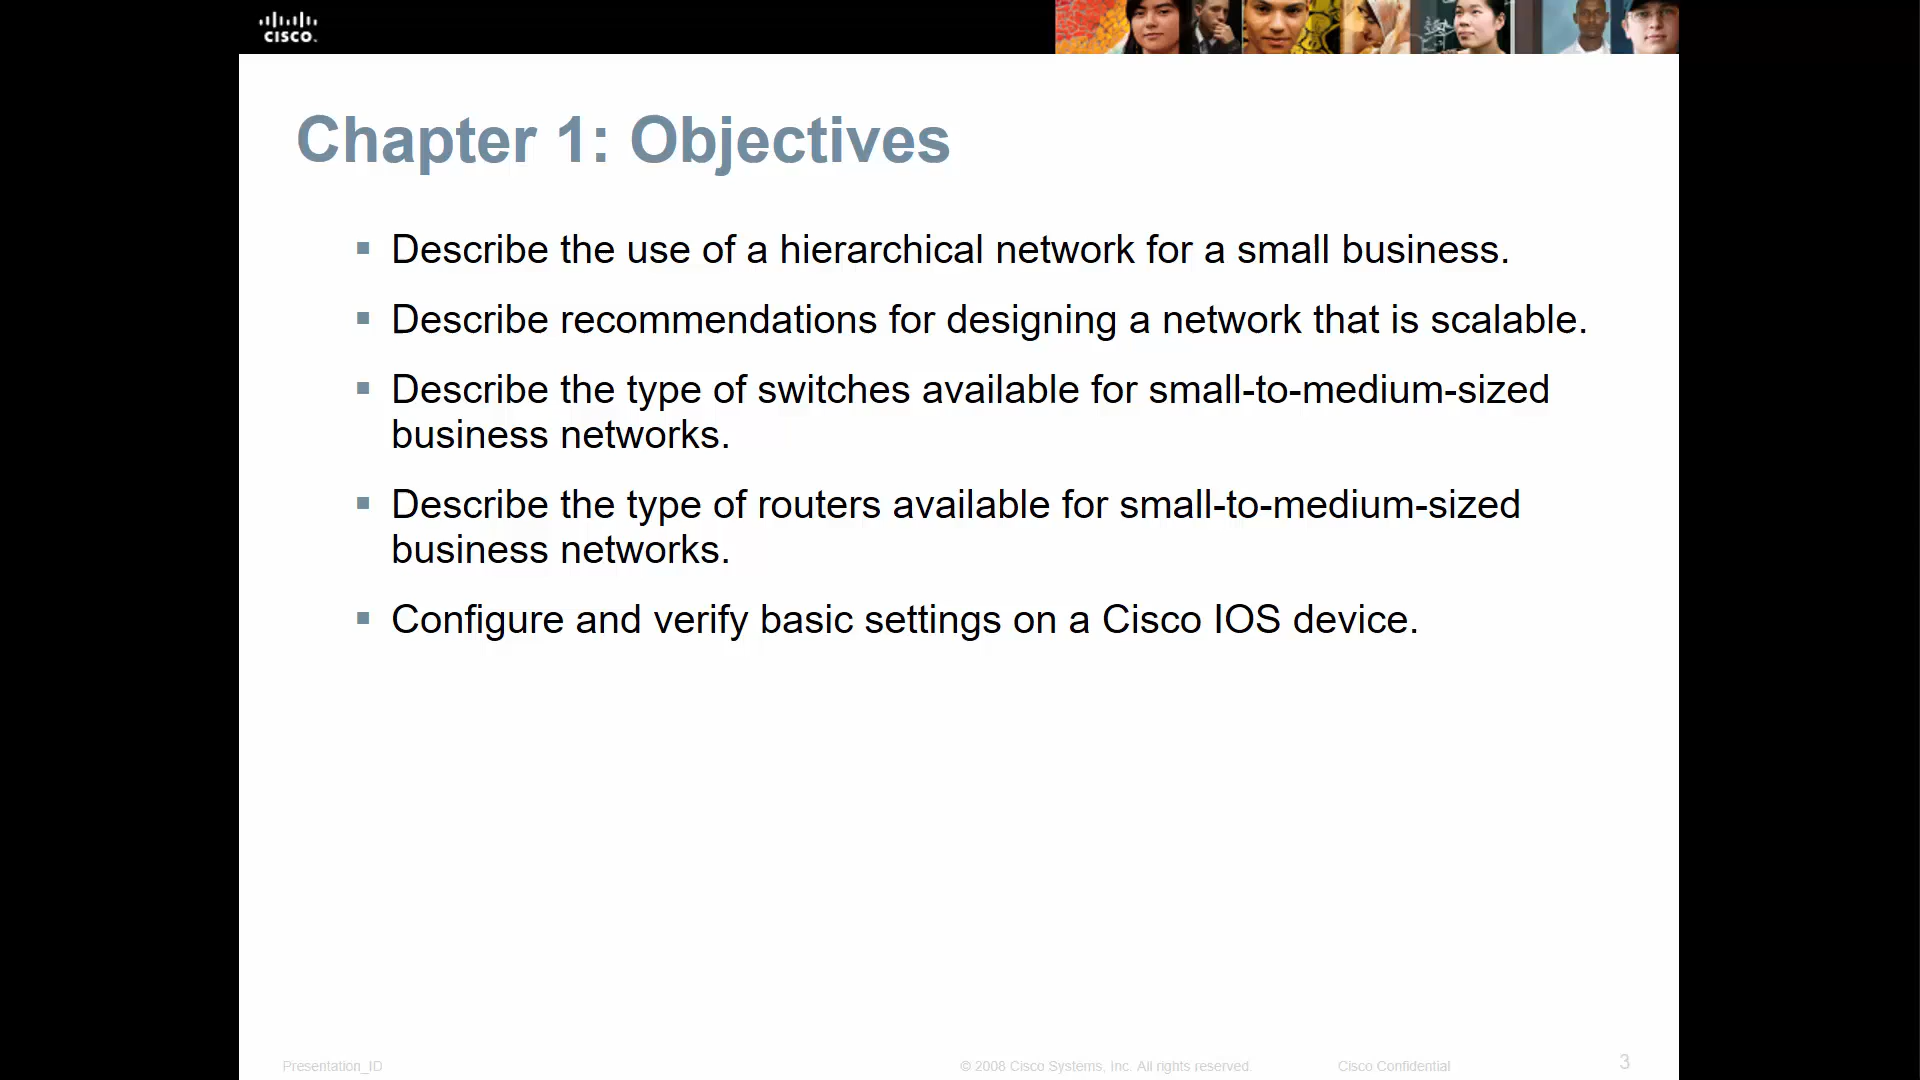 CISCO.
Chapter 1: Objectives
Describe the use of a hierarchical network for a small business.
Describe recommendations for designing a network that is scalable.
Describe the type of switches available for small-to-medium-sized
business networks.
Describe the type of routers available for small-to-medium-sized
business networks.
Configure and verify basic settings on a Cisco IOS device.
Presentation_ID
© 2008 Cisco Systems, Inc. All rights reserved.
Cisco Confidential
3